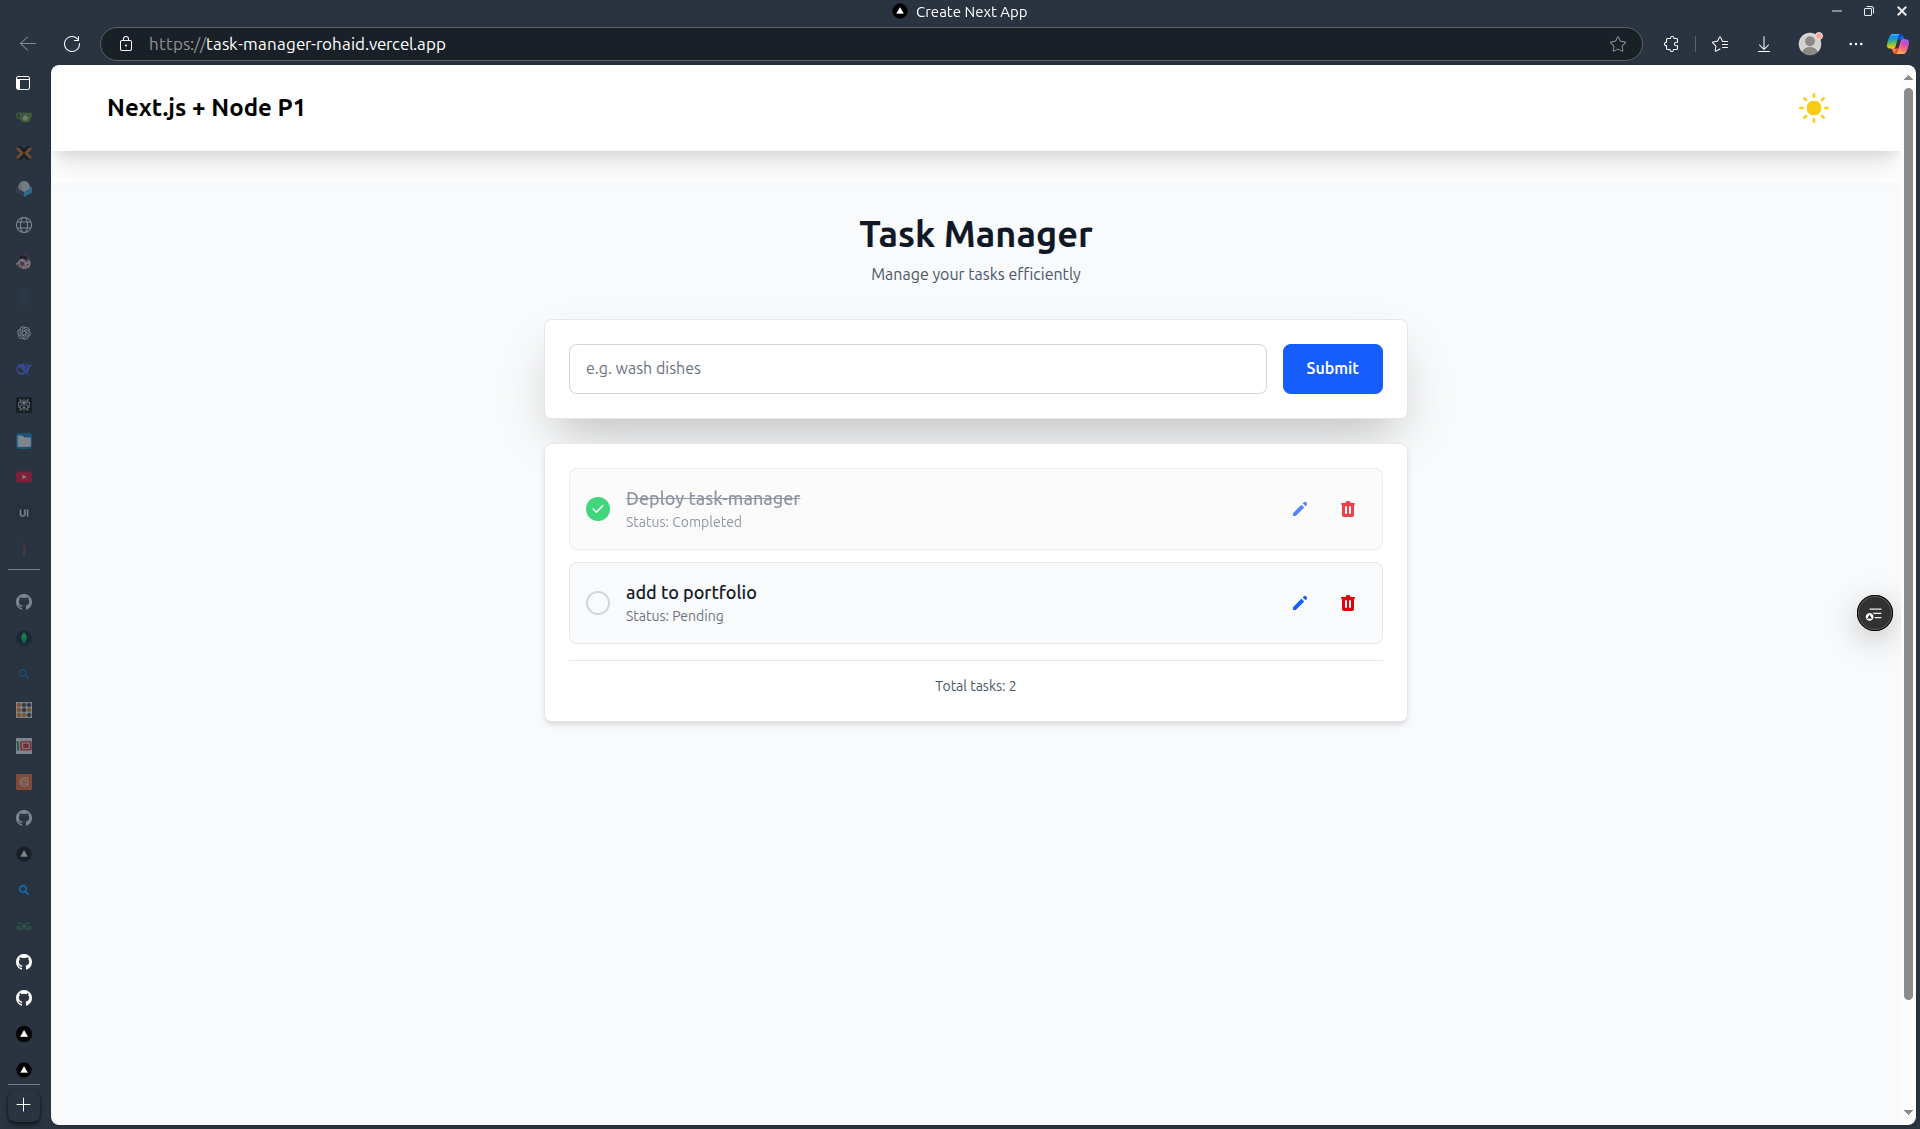 Create Next App
https://task-manager-rohaid.vercel.app
Next.js + Node P1
Task Manager
Manage your tasks efficiently
e.g. wash dishes
Submit
Deploy task-manager
Status: Completed
add to portfolio
Status: Pending
Total tasks: 2
UI